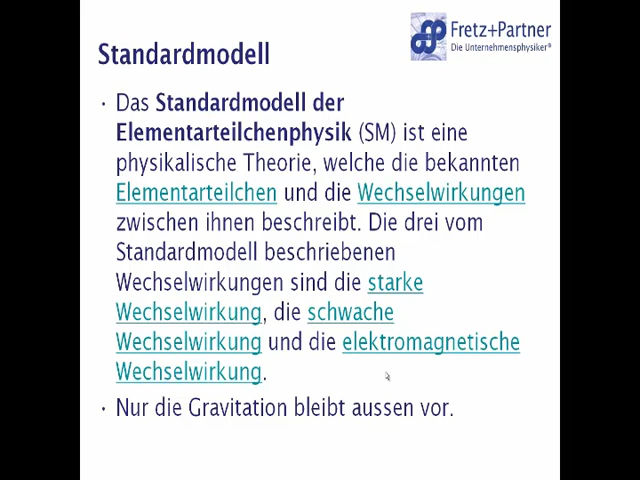 Fretz+Partner
Die Unternehmensphysiker®
Standardmodell
• Das Standardmodell der
Elementarteilchenphysik (SM) ist eine
physikalische Theorie, welche die bekannten
Elementarteilchen und die Wechselwirkungen
zwischen ihnen beschreibt. Die drei vom
Standardmodell beschriebenen
Wechselwirkungen sind die starke
Wechselwirkung, die schwache
Wechselwirkung und die elektromagnetische
Wechselwirkung.
• Nur die Gravitation bleibt aussen vor.